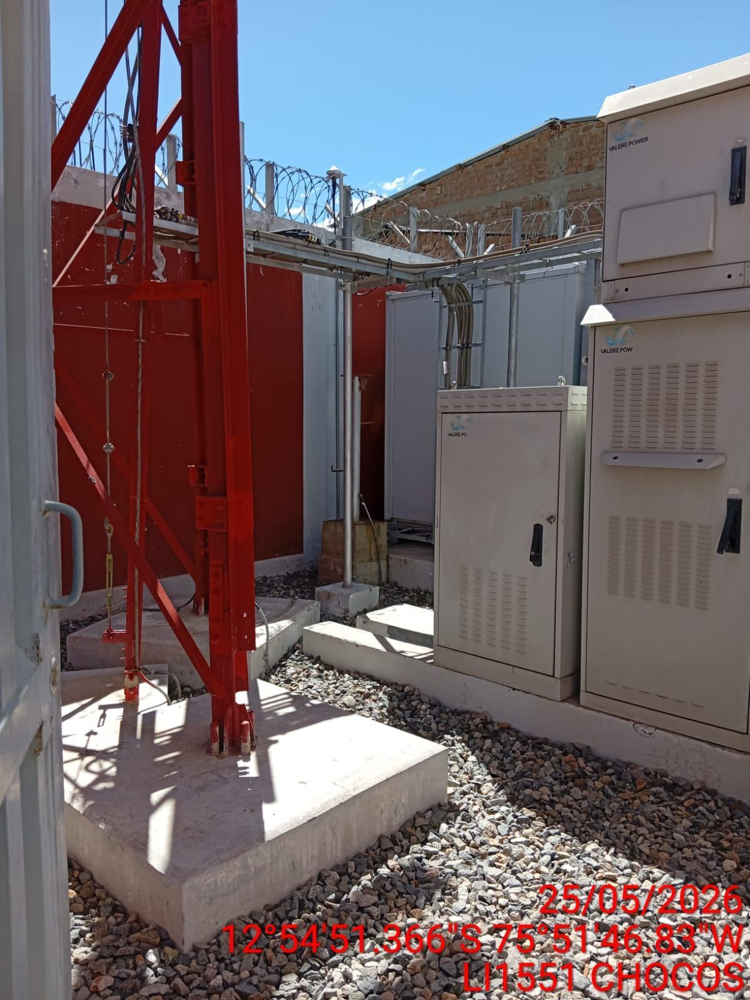 VALERE POWER
VALERE POW
VALERE PO
25/05/2026
12°54'51.366"S 75°51'46.83"W
LI1551 CHOCOS